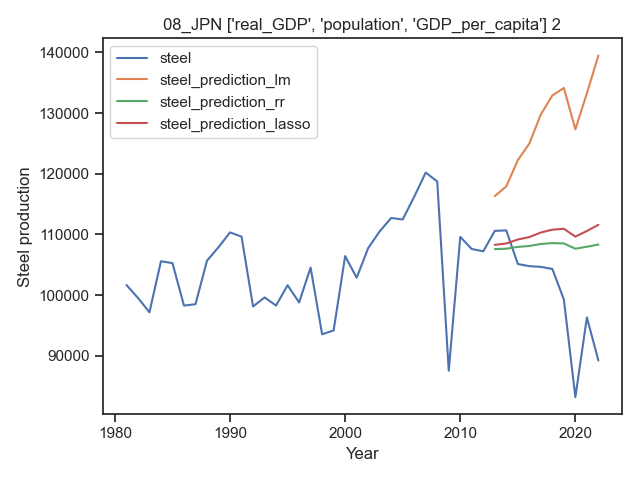 08_JPN ['real_GDP', 'population', 'GDP_per_capita'] 2
steel
steel_prediction_lm
steel_prediction_rr
steel_prediction_lasso
Steel production
140000
130000
120000
110000
100000
90000
1980
1990
2000
2010
2020
Year